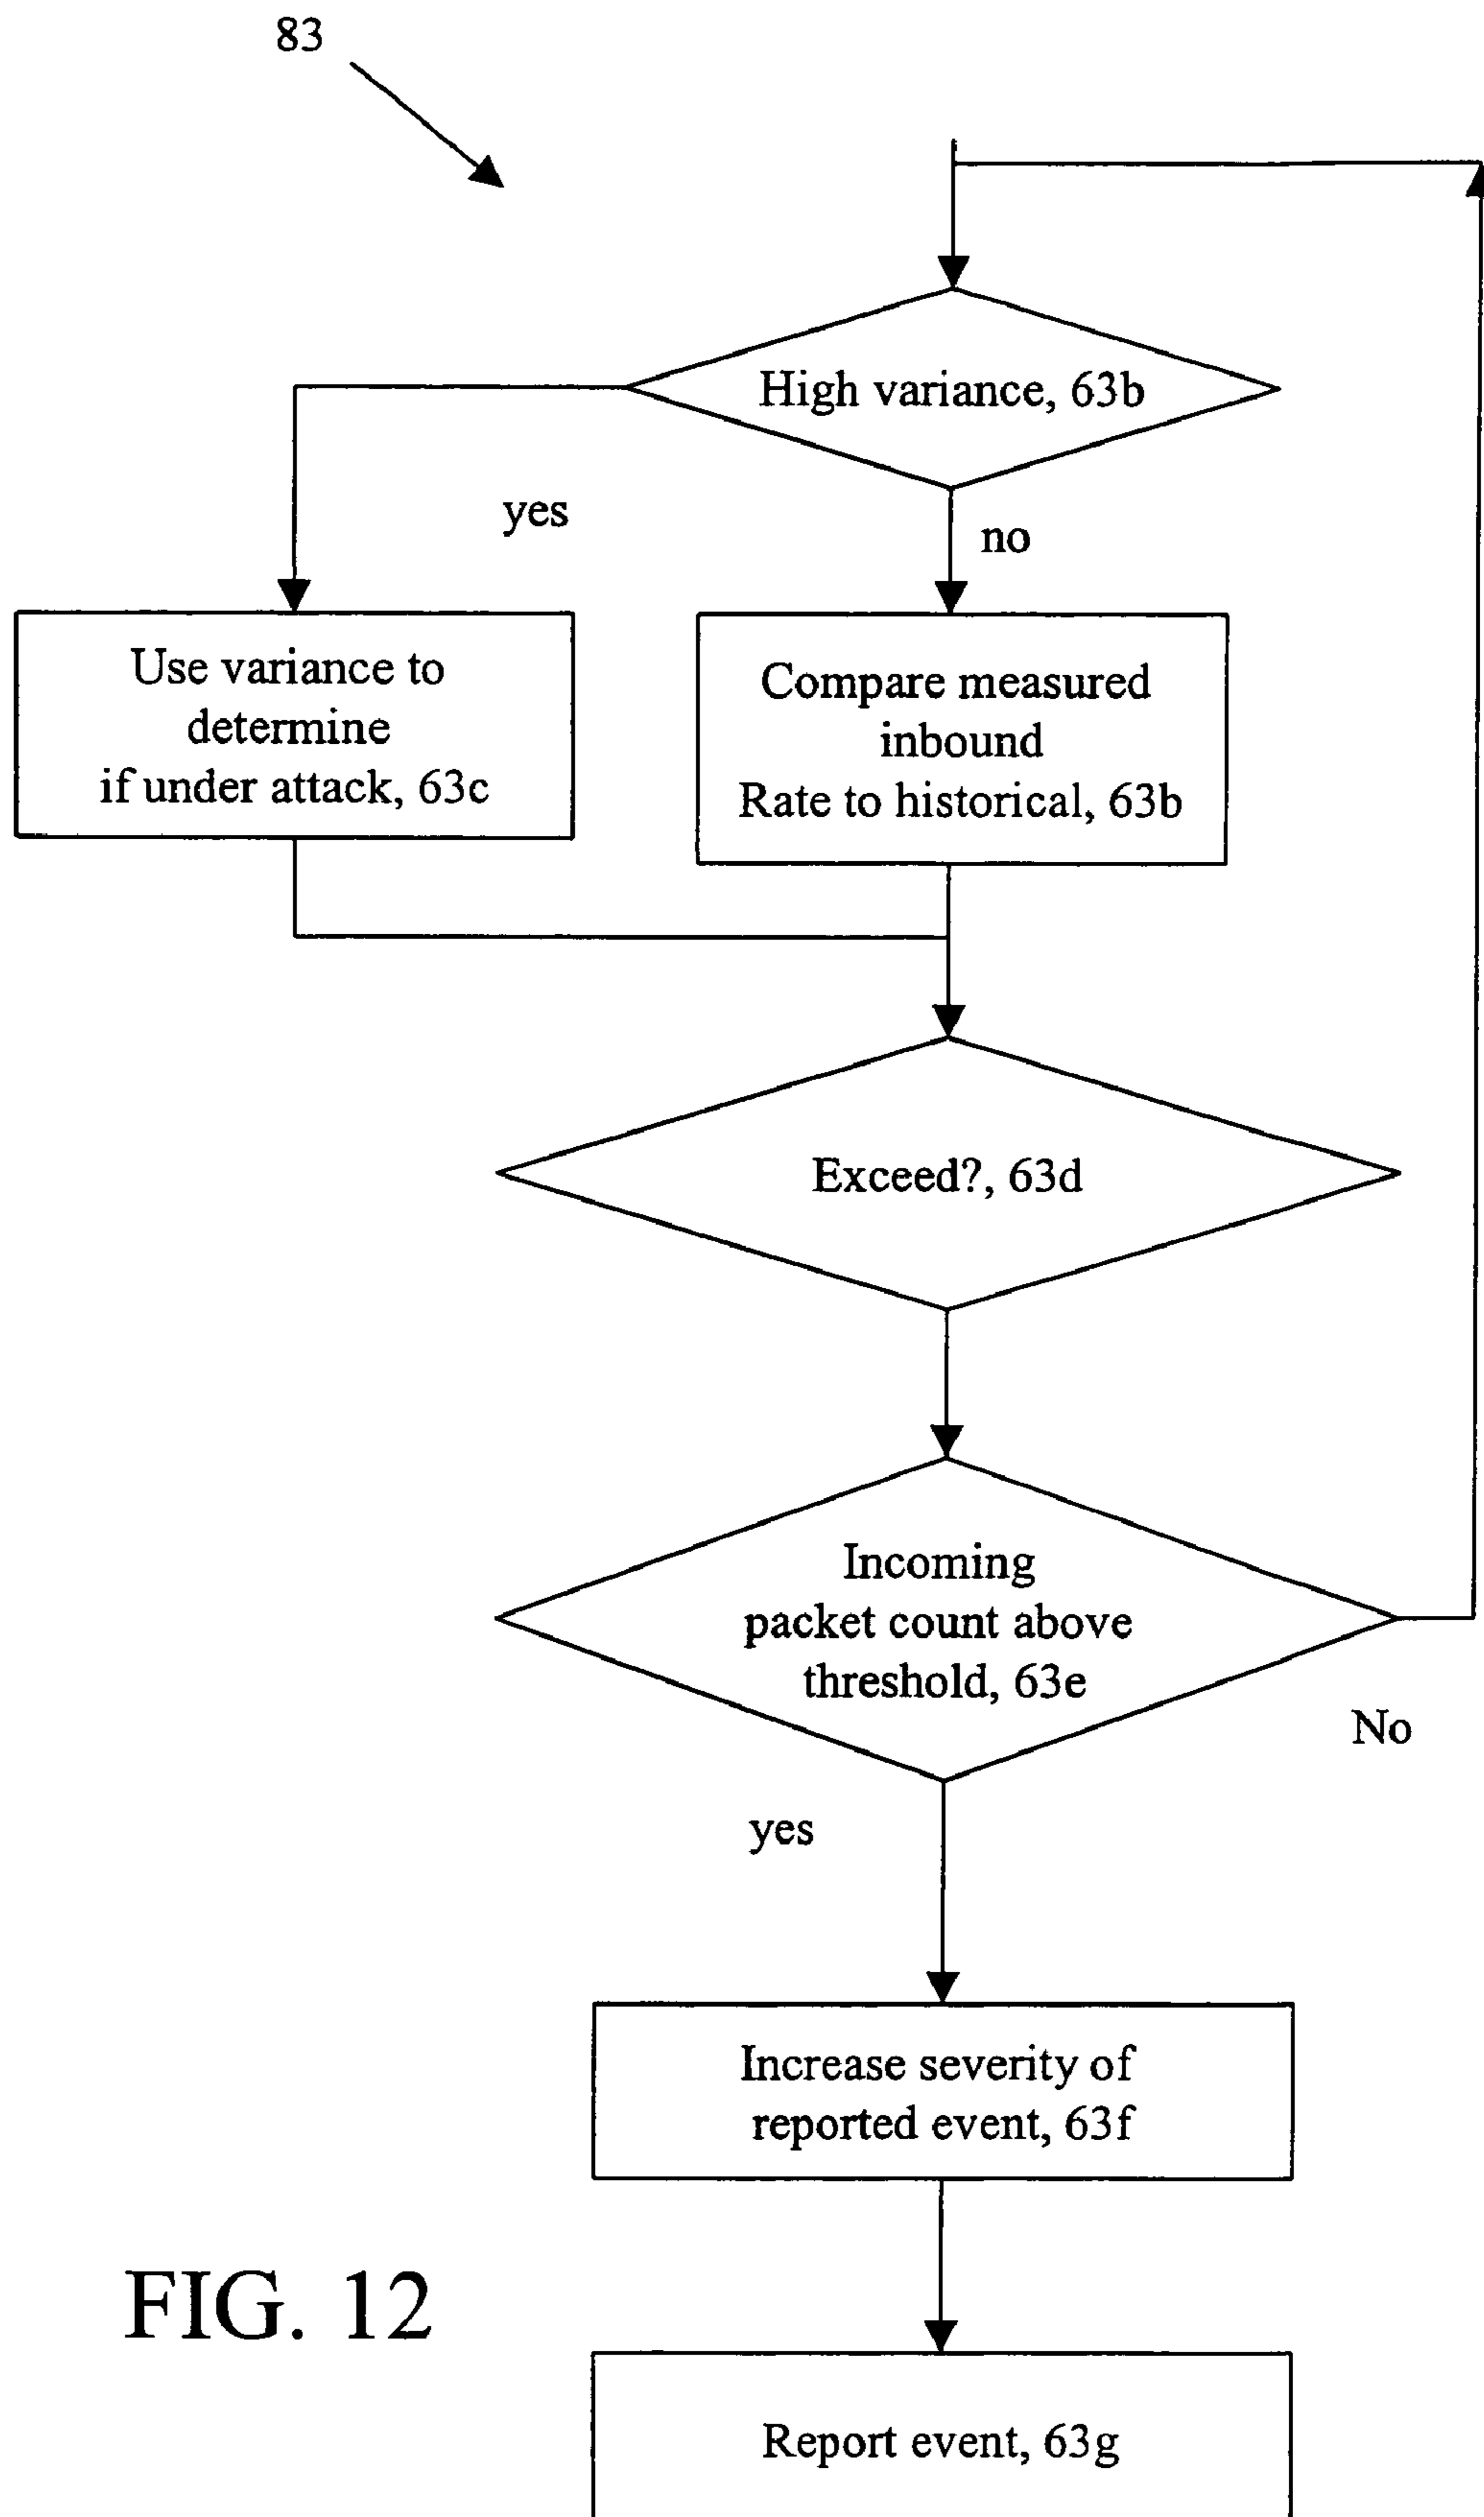 83
High variance, 63b
yes
no
Use variance to
determine
if under attack, 63c
Compare measured
inbound
Rate to historical, 63b
Exceed?, 63d
Incoming
packet count above
threshold, 63e
No
yes
Increase severity of
reported event, 63f
FIG. 12
Report event, 63g